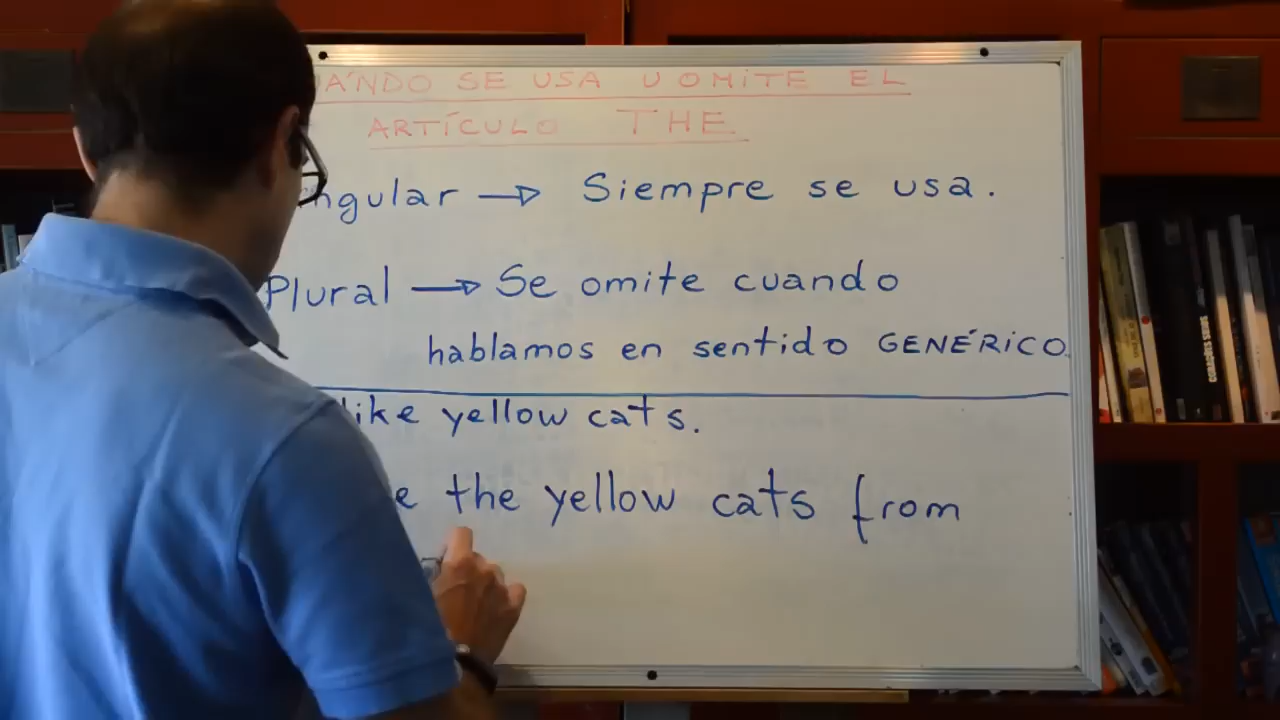 SE USA U OMITE EL
ARTÍCULO THE
Siempre se usa.
Plural → Se omite cuando
hablamos en sentido GENÉRICO.
like yellow cats.
the yellow cats from